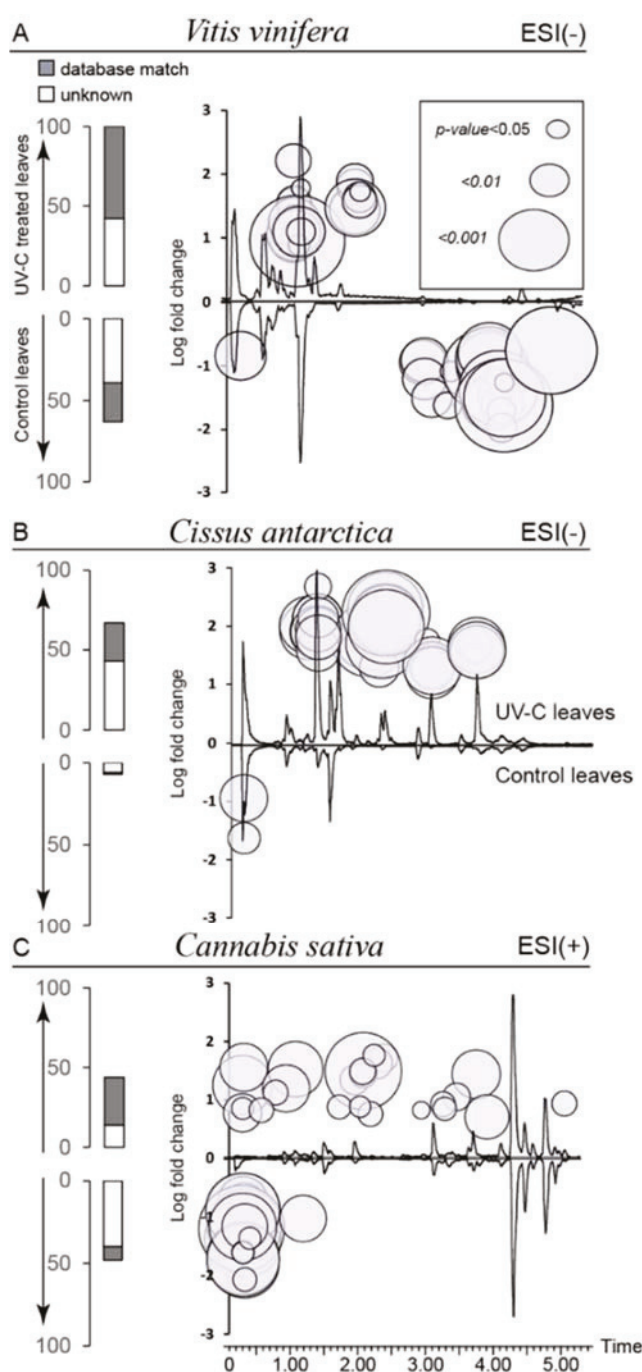 A Vitis vinifera ESI(-)
database match
unknown
UV-C treated leaves
Control leaves
100
50
0
0
50
100
Log fold change
3
2
1
0
-1
-2
-3
p-value<0.05
<0.01
<0.001
B Cissus antarctica ESI(-)
100
50
0
0
50
100
Log fold change
3
2
1
0
-1
-2
-3
UV-C leaves
Control leaves
C Cannabis sativa ESI(+)
100
50
0
0
50
100
Log fold change
3
2
1
0
-1
-2
-3
Time
0 1.00 2.00 3.00 4.00 5.00